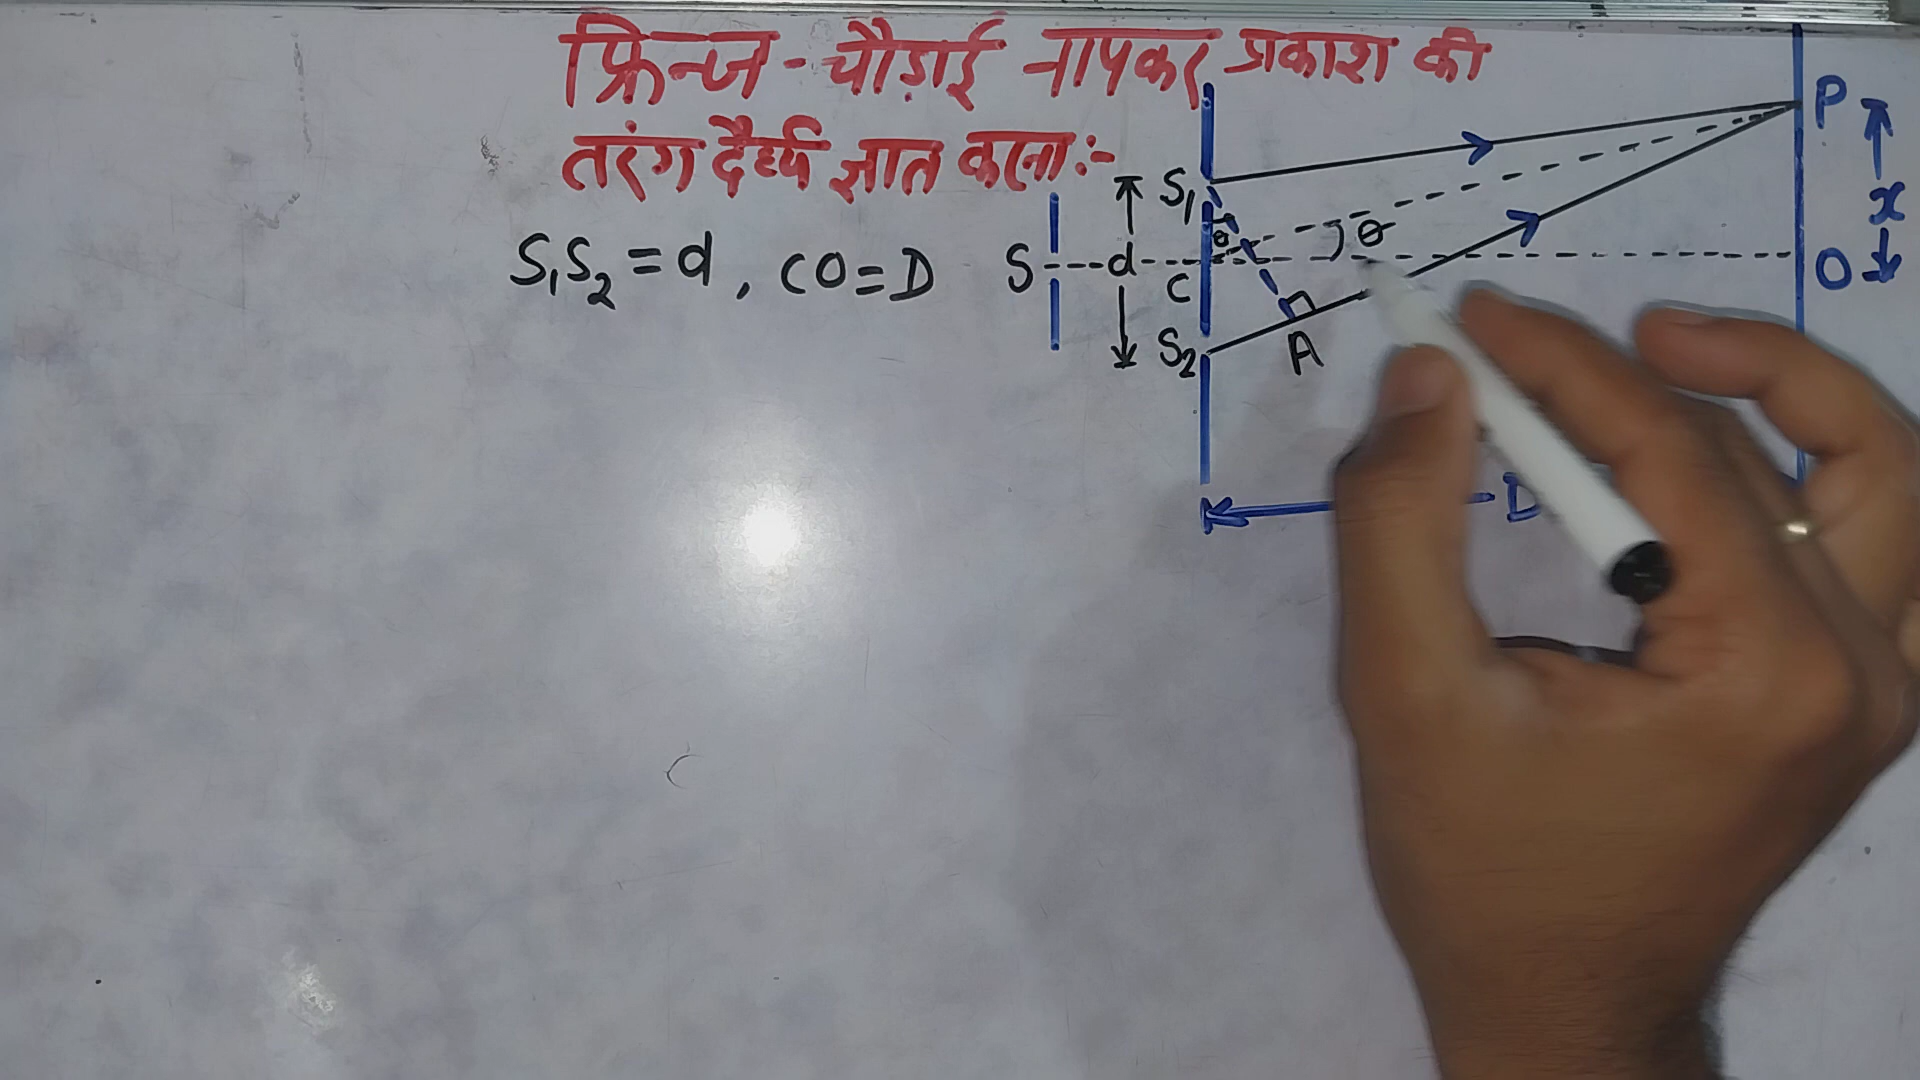 फ्रिन्ज-चौड़ाई नापकर प्रकाश की
तरंग दैर्ध्य ज्ञात करना:-
S₁S₂ = d, CO = D
S
d
S₁
C
S₂
θ
θ
A
P
x
O
D